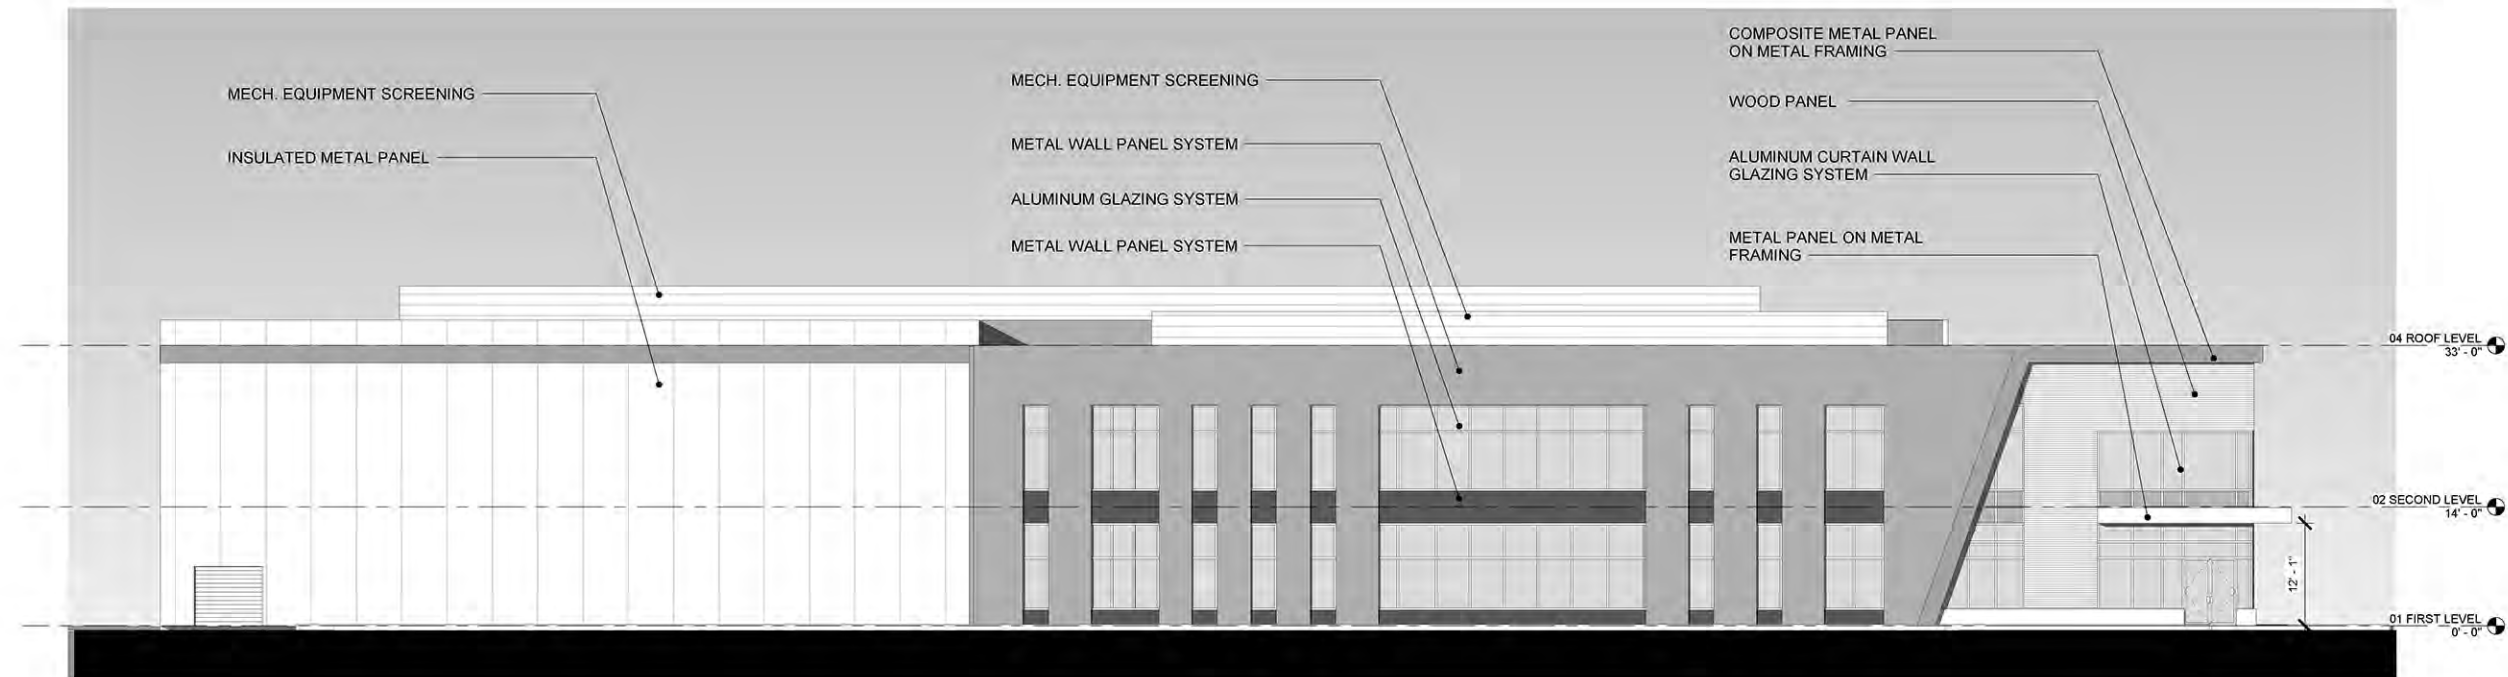 MECH. EQUIPMENT SCREENING
INSULATED METAL PANEL
MECH. EQUIPMENT SCREENING
METAL WALL PANEL SYSTEM
ALUMINUM GLAZING SYSTEM
METAL WALL PANEL SYSTEM
COMPOSITE METAL PANEL
ON METAL FRAMING
WOOD PANEL
ALUMINUM CURTAIN WALL
GLAZING SYSTEM
METAL PANEL ON METAL
FRAMING
04 ROOF LEVEL
33' - 0"
02 SECOND LEVEL
14' - 0"
12' - 1"
01 FIRST LEVEL
0' - 0"